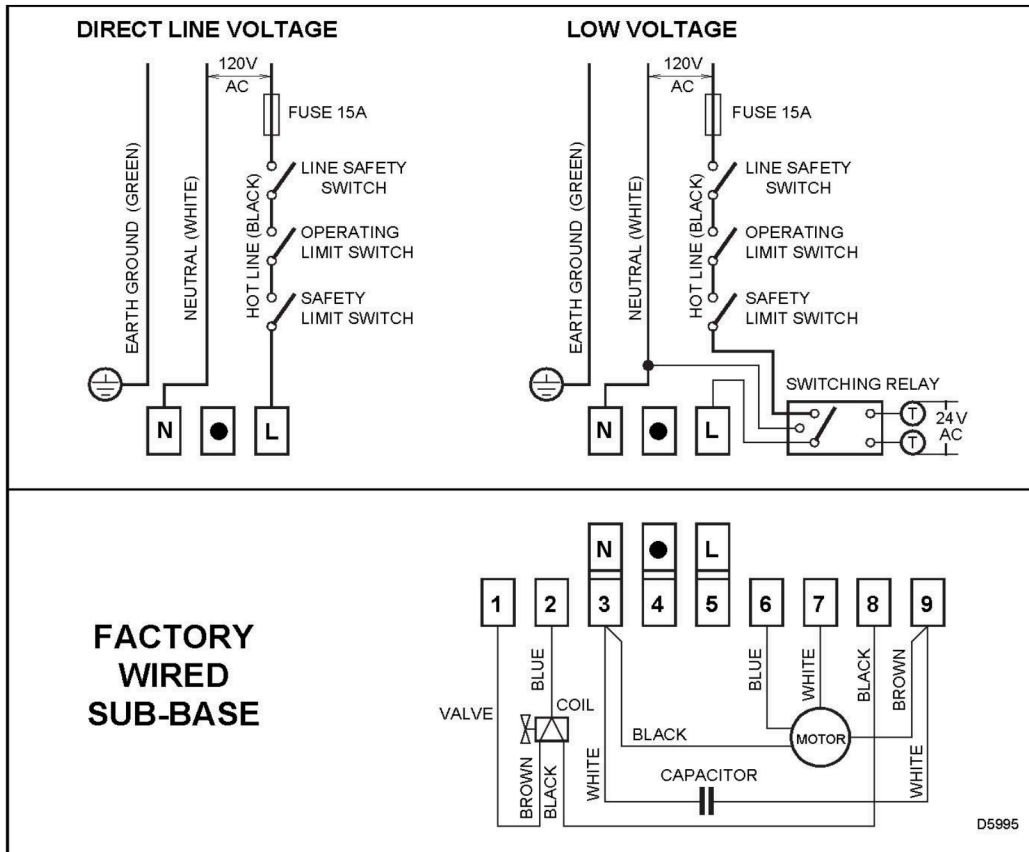 DIRECT LINE VOLTAGE
120V
AC
FUSE 15A
LINE SAFETY
SWITCH
OPERATING
LIMIT SWITCH
SAFETY
LIMIT SWITCH
EARTH GROUND (GREEN)
NEUTRAL (WHITE)
HOT LINE (BLACK)
N
L
LOW VOLTAGE
120V
AC
FUSE 15A
LINE SAFETY
SWITCH
OPERATING
LIMIT SWITCH
SAFETY
LIMIT SWITCH
EARTH GROUND (GREEN)
NEUTRAL (WHITE)
HOT LINE (BLACK)
SWITCHING RELAY
T
T
24V
AC
N
L
FACTORY
WIRED
SUB-BASE
N
L
1
2
3
4
5
6
7
8
9
BLUE
VALVE
COIL
BROWN
BLACK
WHITE
BLACK
CAPACITOR
BLUE
WHITE
MOTOR
BLACK
BROWN
WHITE
D5995